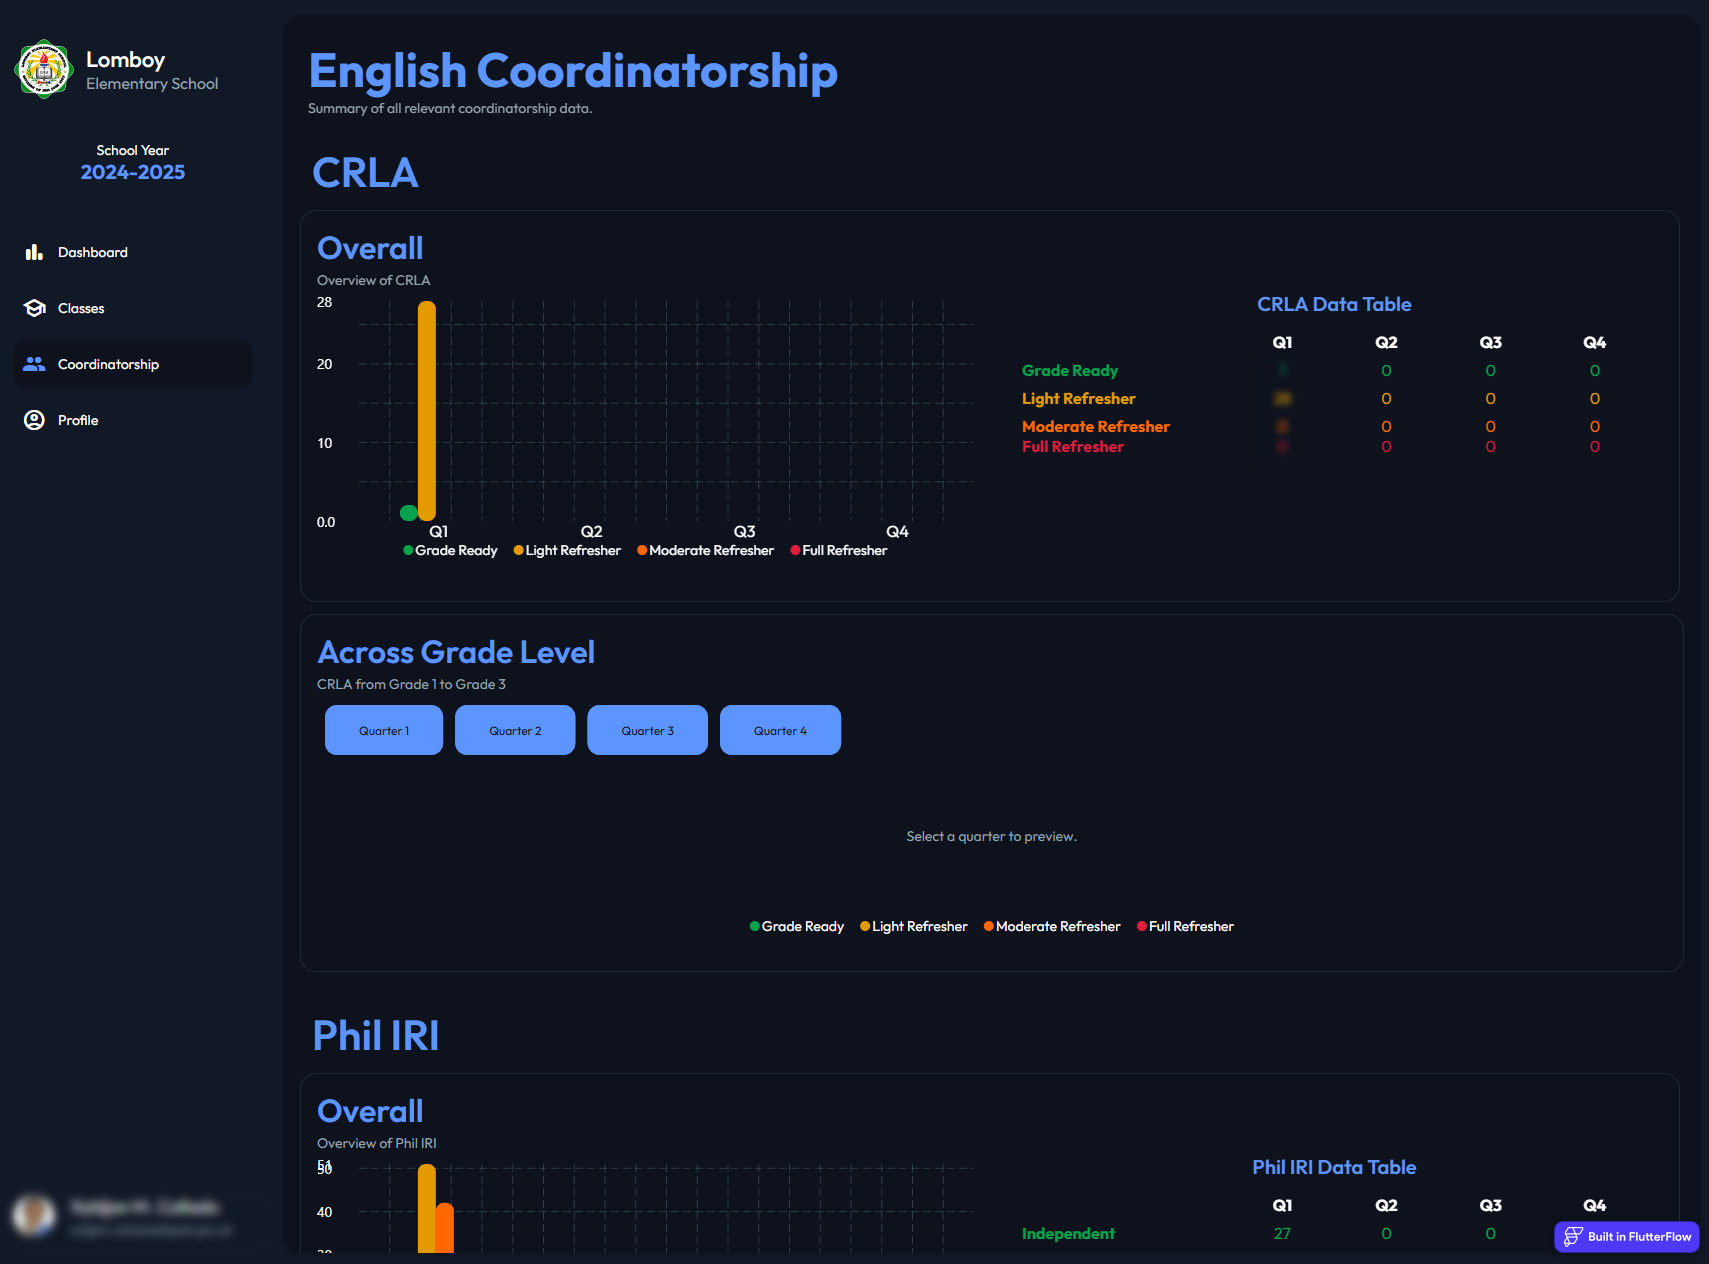 Lomboy
Elementary School
School Year
2024-2025
Dashboard
Classes
Coordinatorship
Profile
English Coordinatorship
Summary of all relevant coordinatorship data.
CRLA
Overall
Overview of CRLA
28
20
10
0.0
Q1 Q2 Q3 Q4
Grade Ready Light Refresher Moderate Refresher Full Refresher
CRLA Data Table
Q1 Q2 Q3 Q4
Grade Ready 0 0 0
Light Refresher 0 0 0
Moderate Refresher 0 0 0
Full Refresher 0 0 0
Across Grade Level
CRLA from Grade 1 to Grade 3
Quarter 1 Quarter 2 Quarter 3 Quarter 4
Select a quarter to preview.
Grade Ready Light Refresher Moderate Refresher Full Refresher
Phil IRI
Overall
Overview of Phil IRI
51
50
40
30
Phil IRI Data Table
Q1 Q2 Q3 Q4
Independent 27 0 0
Built in FlutterFlow